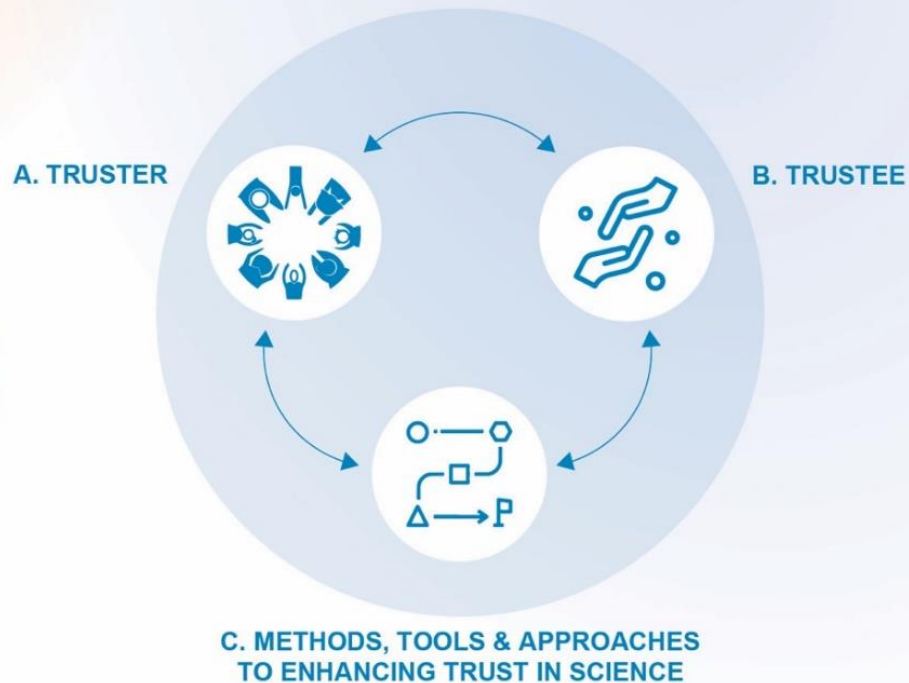 A. TRUSTER
B. TRUSTEE
C. METHODS, TOOLS & APPROACHES
TO ENHANCING TRUST IN SCIENCE